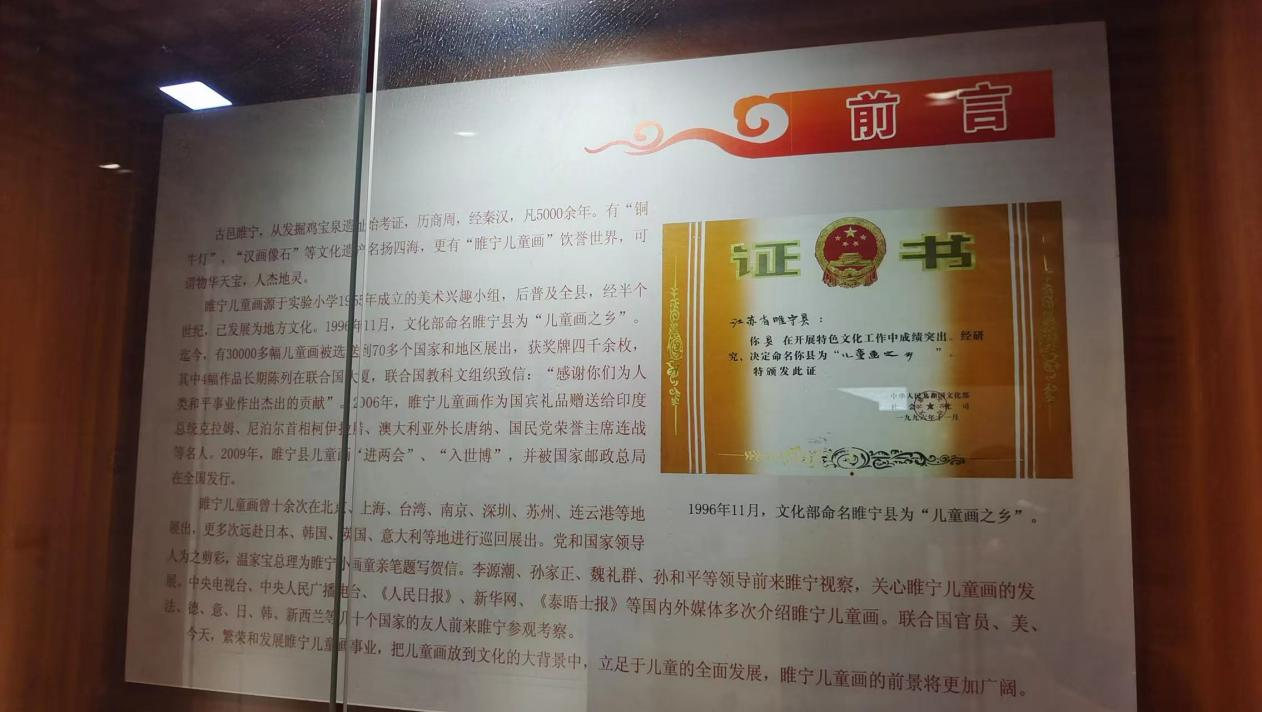 前 言
古邑睢宁，从发掘鸡宝泉遗址始考证，历商周，经秦汉，凡5000余年。有“铜
牛灯”、“汉画像石”等文化遗产名扬四海，更有“睢宁儿童画”饮誉世界，可
谓物华天宝，人杰地灵。
睢宁儿童画源于实验小学1955年成立的美术兴趣小组，后普及全县，经半个
世纪，已发展为地方文化。1996年11月，文化部命名睢宁县为“儿童画之乡”。
迄今，有30000多幅儿童画被选送到70多个国家和地区展出，获奖牌四千余枚，
其中4幅作品长期陈列在联合国大厦，联合国教科文组织致信：“感谢你们为人
类和平事业作出杰出的贡献”。2006年，睢宁儿童画作为国宾礼品赠送给印度
总统克拉姆、尼泊尔首相柯伊拉腊、澳大利亚外长唐纳、国民党荣誉主席连战
等名人。2009年，睢宁县儿童画“进两会”、“入世博”，并被国家邮政总局
在全国发行。
睢宁儿童画曾十余次在北京、上海、台湾、南京、深圳、苏州、连云港等地
展出，更多次远赴日本、韩国、英国、意大利等地进行巡回展出。党和国家领导
人为之剪彩，温家宝总理为睢宁小画童亲笔题写贺信。李源潮、孙家正、魏礼群、孙和平等领导前来睢宁视察，关心睢宁儿童画的发
展。中央电视台、中央人民广播电台、《人民日报》、新华网、《泰晤士报》等国内外媒体多次介绍睢宁儿童画。联合国官员、美、
法、德、意、日、韩、新西兰等几十个国家的友人前来睢宁参观考察。
今天，繁荣和发展睢宁儿童画事业，把儿童画放到文化的大背景中，立足于儿童的全面发展，睢宁儿童画的前景将更加广阔。
证 书
江苏省睢宁县：
你县 在开展特色文化工作中成绩突出。经研
究、决定命名你县为“儿童画之乡 ”。
特颁发此证
中华人民共和国文化部
社会文化司
一九九六年十一月
1996年11月，文化部命名睢宁县为“儿童画之乡”。